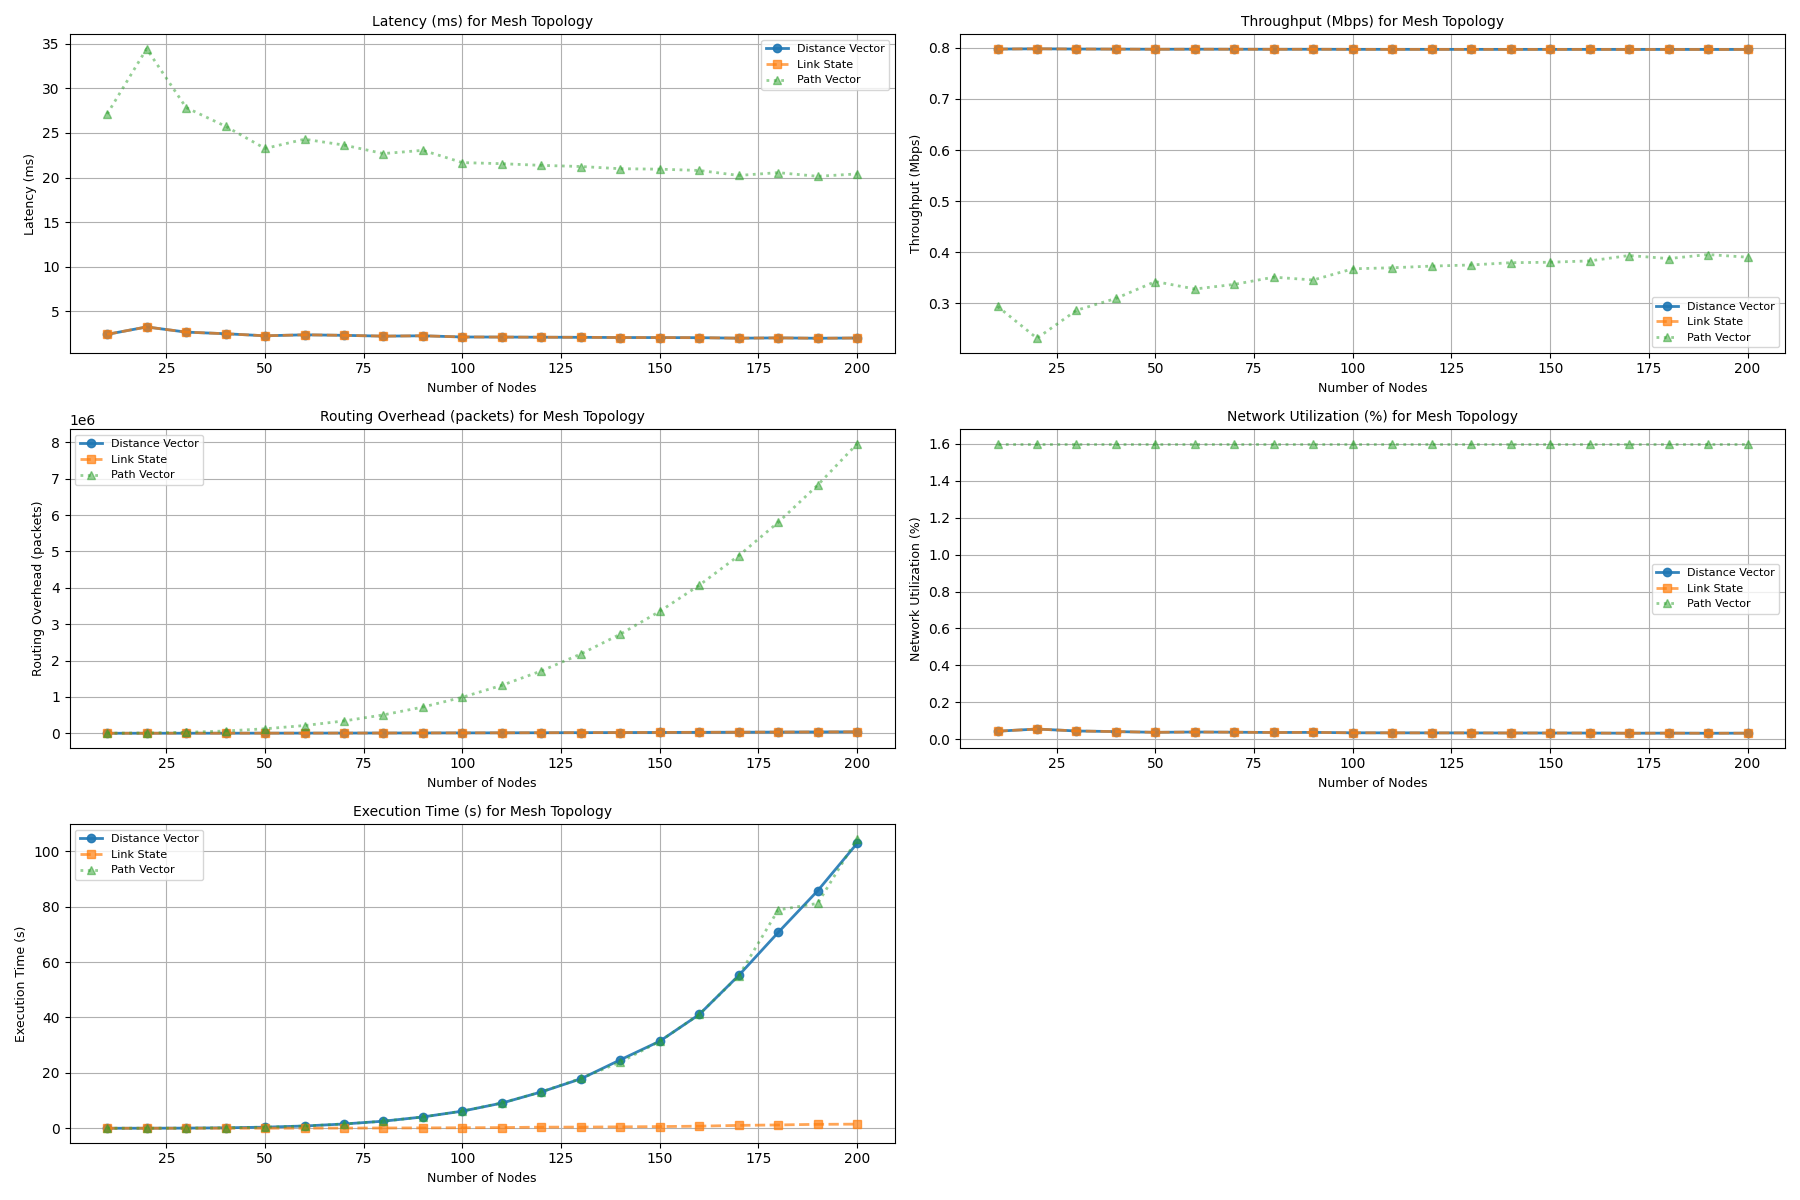 Latency (ms) for Mesh Topology
Latency (ms)
35
30
25
20
15
10
5
Distance Vector
Link State
Path Vector
25 50 75 100 125 150 175 200
Number of Nodes
Throughput (Mbps) for Mesh Topology
Throughput (Mbps)
0.8
0.7
0.6
0.5
0.4
0.3
Distance Vector
Link State
Path Vector
25 50 75 100 125 150 175 200
Number of Nodes
Routing Overhead (packets) for Mesh Topology
1e6
Routing Overhead (packets)
8
7
6
5
4
3
2
1
0
Distance Vector
Link State
Path Vector
25 50 75 100 125 150 175 200
Number of Nodes
Network Utilization (%) for Mesh Topology
Network Utilization (%)
1.6
1.4
1.2
1.0
0.8
0.6
0.4
0.2
0.0
Distance Vector
Link State
Path Vector
25 50 75 100 125 150 175 200
Number of Nodes
Execution Time (s) for Mesh Topology
Execution Time (s)
100
80
60
40
20
0
Distance Vector
Link State
Path Vector
25 50 75 100 125 150 175 200
Number of Nodes